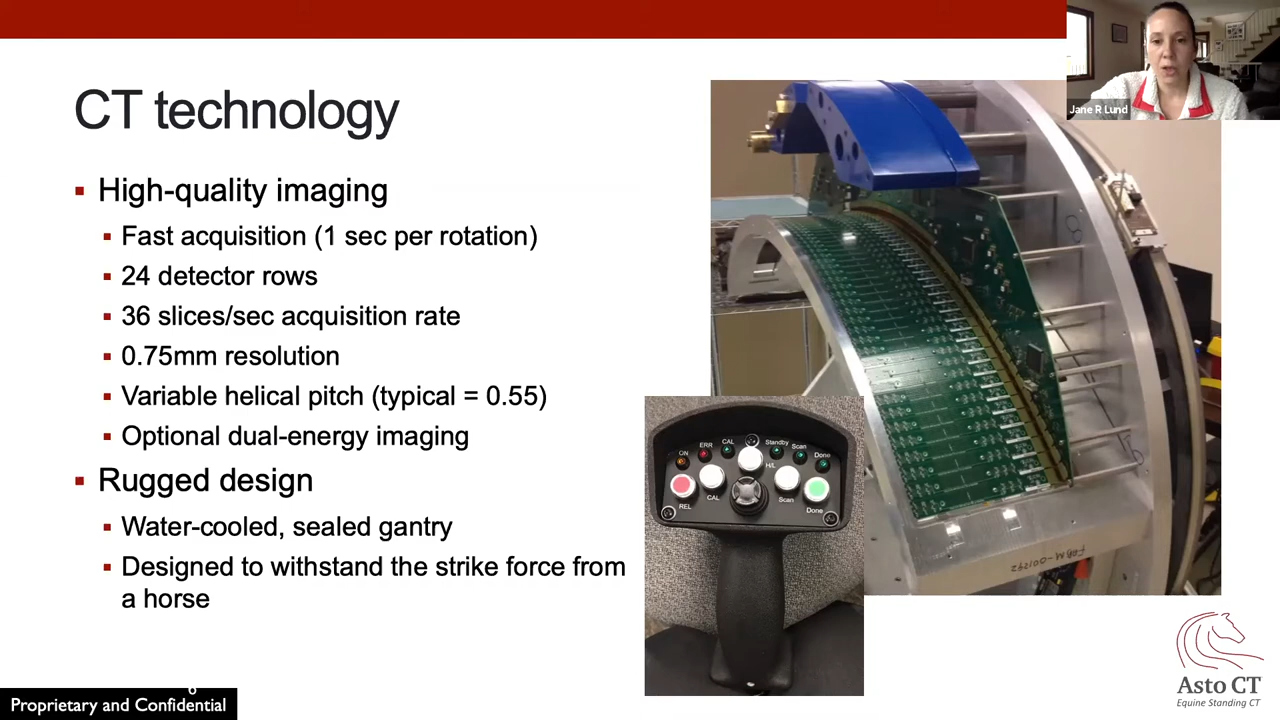 Jane R Lund
CT technology
▪ High-quality imaging
▪ Fast acquisition (1 sec per rotation)
▪ 24 detector rows
▪ 36 slices/sec acquisition rate
▪ 0.75mm resolution
▪ Variable helical pitch (typical = 0.55)
▪ Optional dual-energy imaging
▪ Rugged design
▪ Water-cooled, sealed gantry
▪ Designed to withstand the strike force from
a horse
ON ERR CAL Standby Scan Done
H/L
REL CAL Scan Done
FABM-001292
Asto CT
Equine Standing CT
6
Proprietary and Confidential